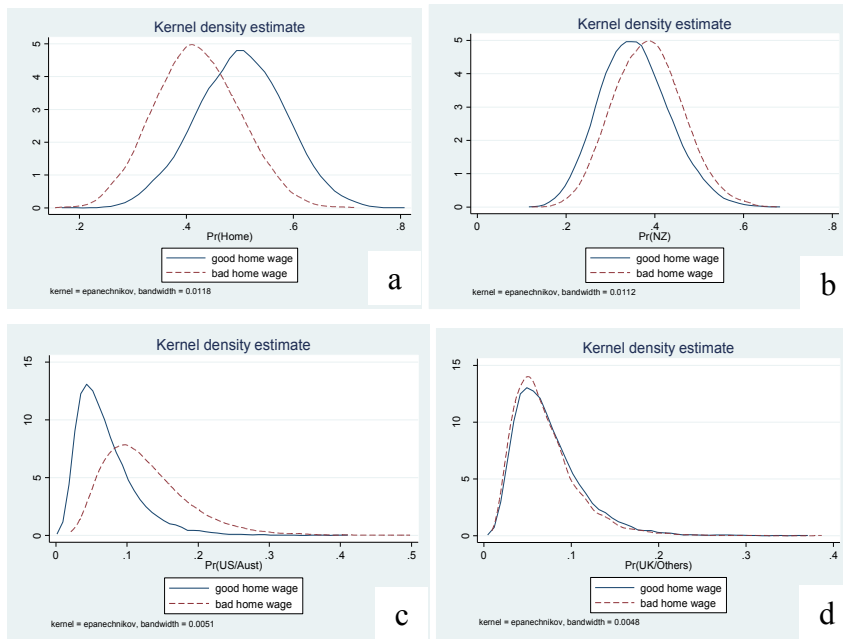 Kernel density estimate
5
4
3
2
1
0
.2
.4
.6
.8
Pr(Home)
good home wage
bad home wage
kernel = epanechnikov, bandwidth = 0.0118
a
Kernel density estimate
5
4
3
2
1
0
0
.2
.4
.6
.8
Pr(NZ)
good home wage
bad home wage
kernel = epanechnikov, bandwidth = 0.0112
b
Kernel density estimate
15
10
5
0
0
.1
.2
.3
.4
.5
Pr(US/Aust)
good home wage
bad home wage
kernel = epanechnikov, bandwidth = 0.0051
c
Kernel density estimate
15
10
5
0
0
.1
.2
.3
.4
Pr(UK/Others)
good home wage
bad home wage
kernel = epanechnikov, bandwidth = 0.0048
d